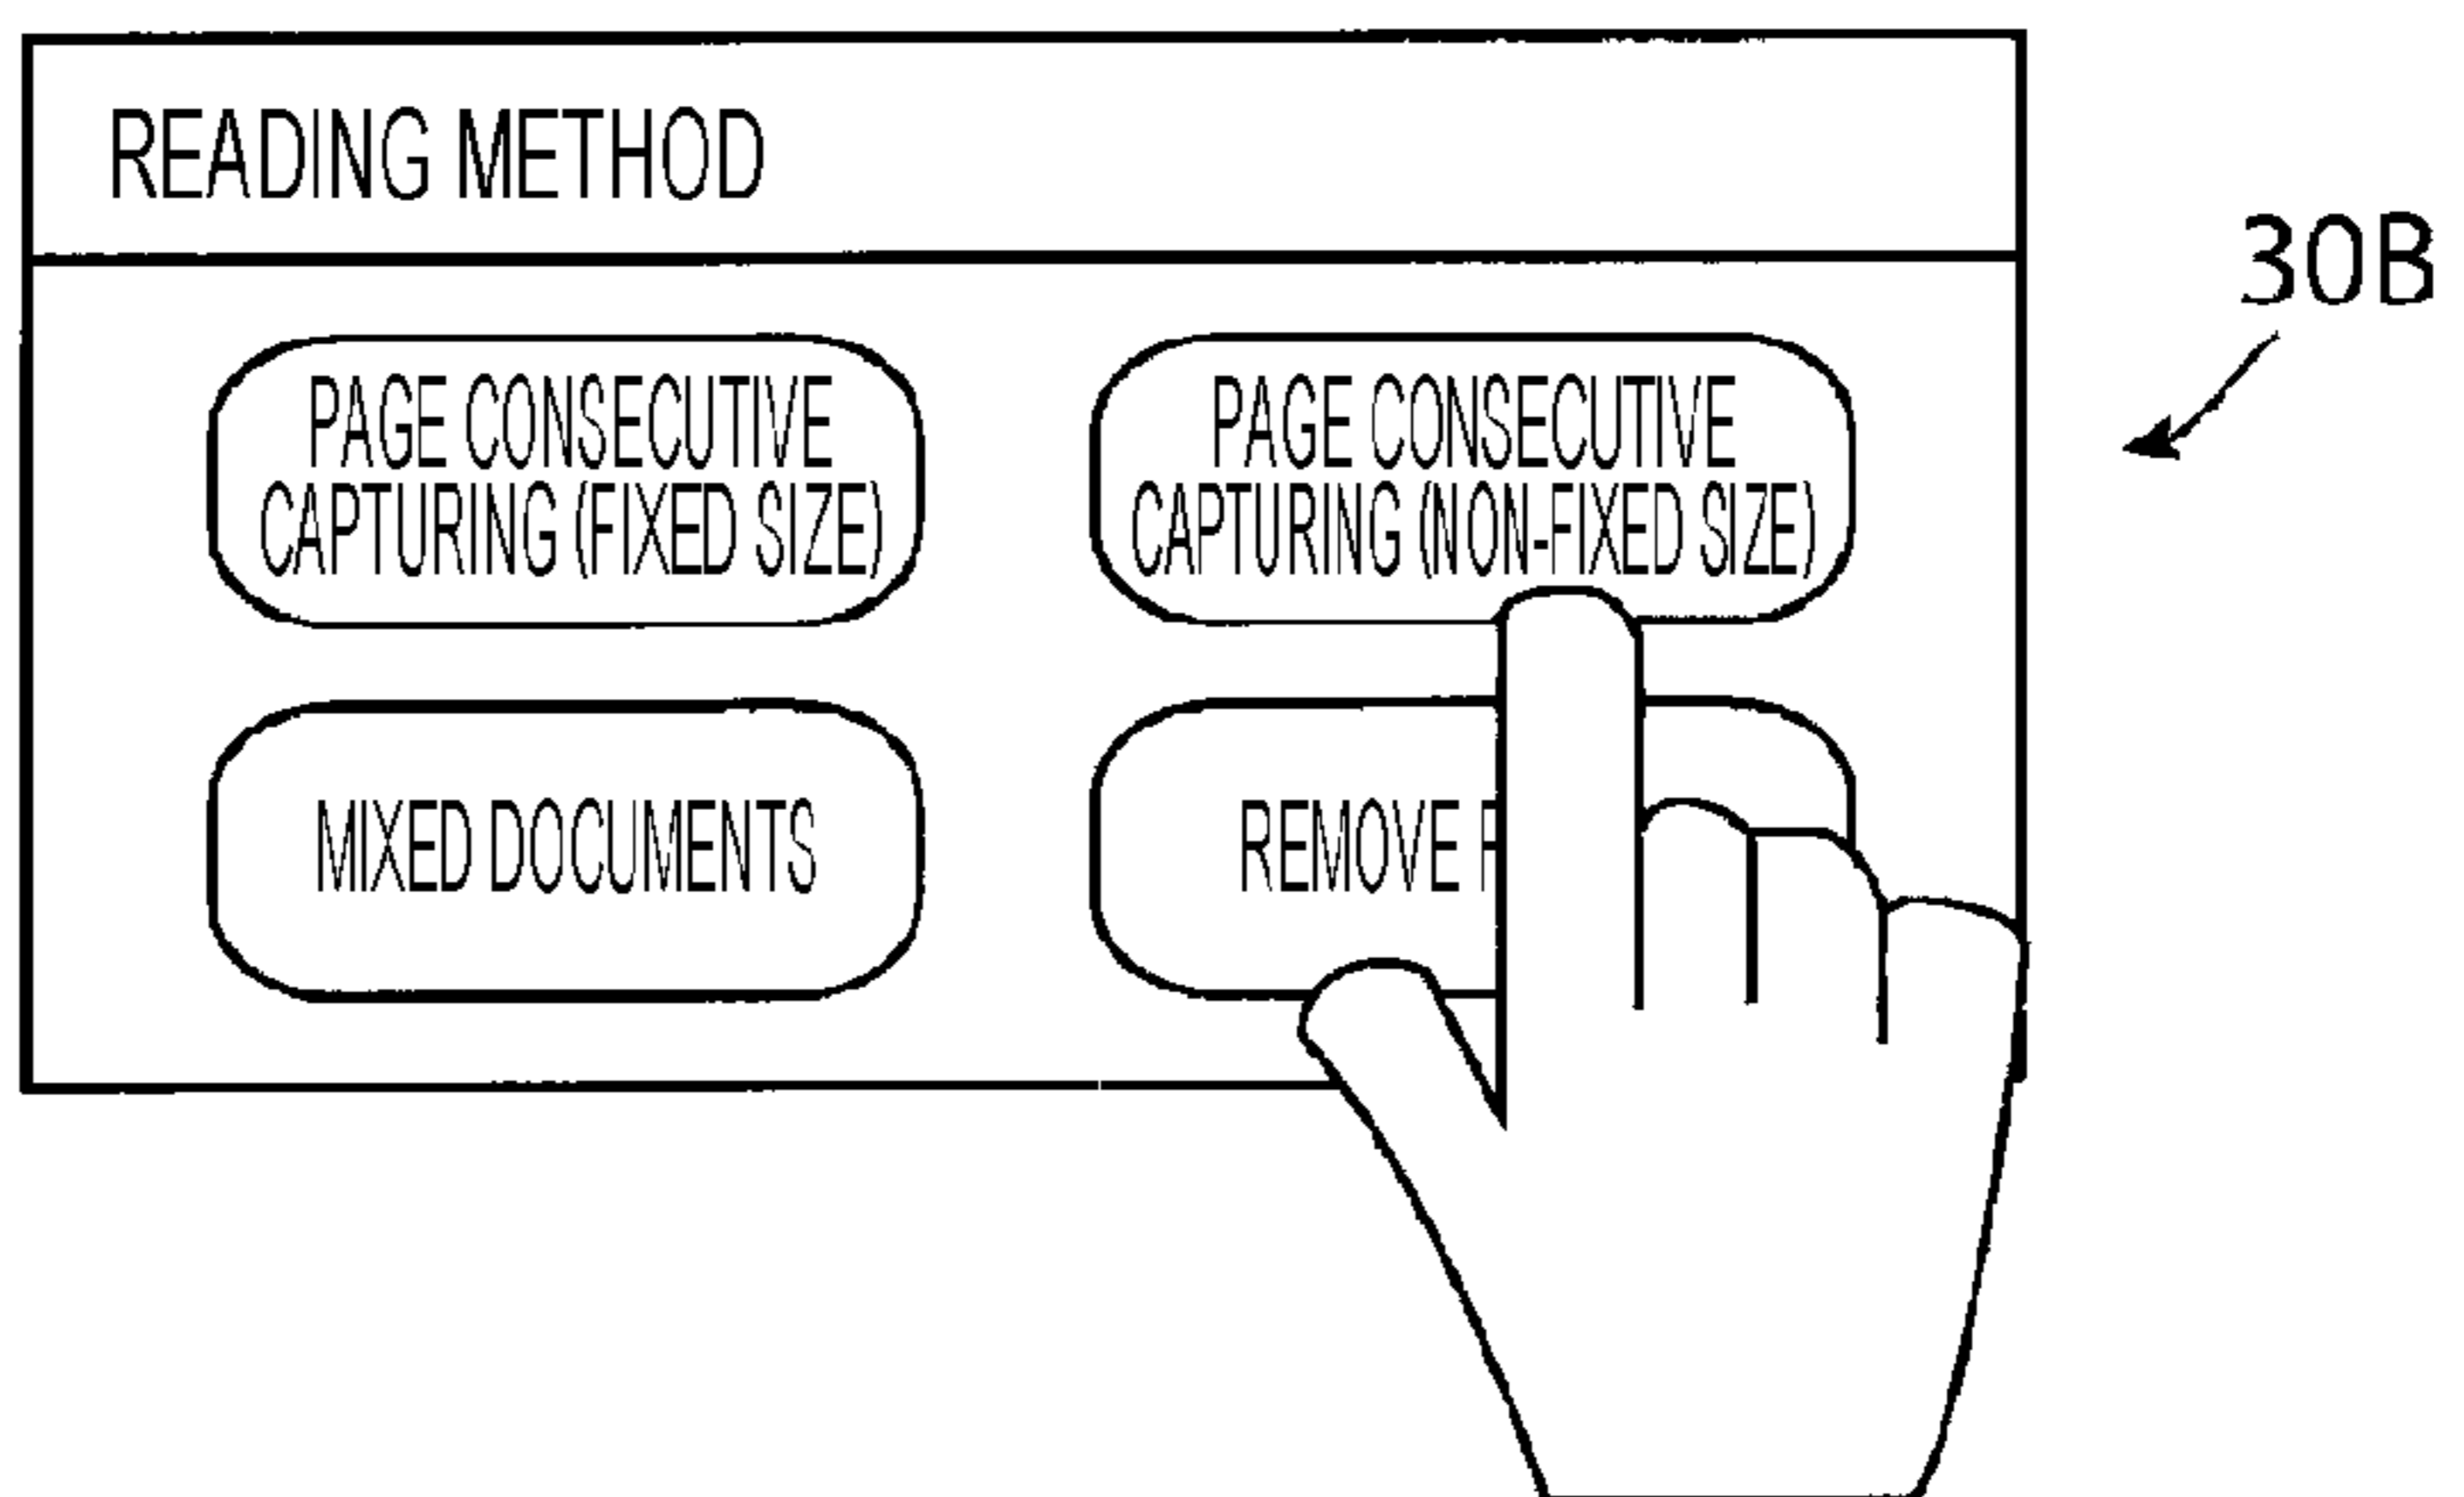 READING METHOD
30B
PAGE CONSECUTIVE
CAPTURING (FIXED SIZE)
PAGE CONSECUTIVE
CAPTURING (NON-FIXED SIZE)
MIXED DOCUMENTS
REMOVE